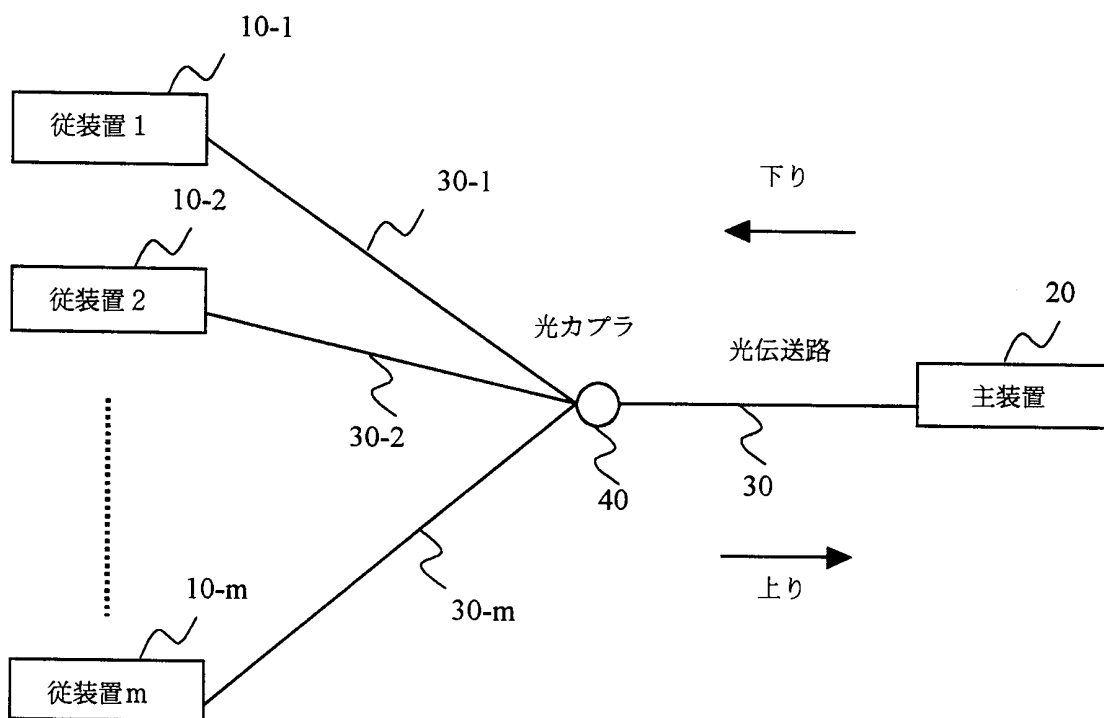 10-1
従装置1
30-1
下り
10-2
従装置2
20
光カプラ
光伝送路
主装置
30-2
40
30
10-m
30-m
上り
従装置m